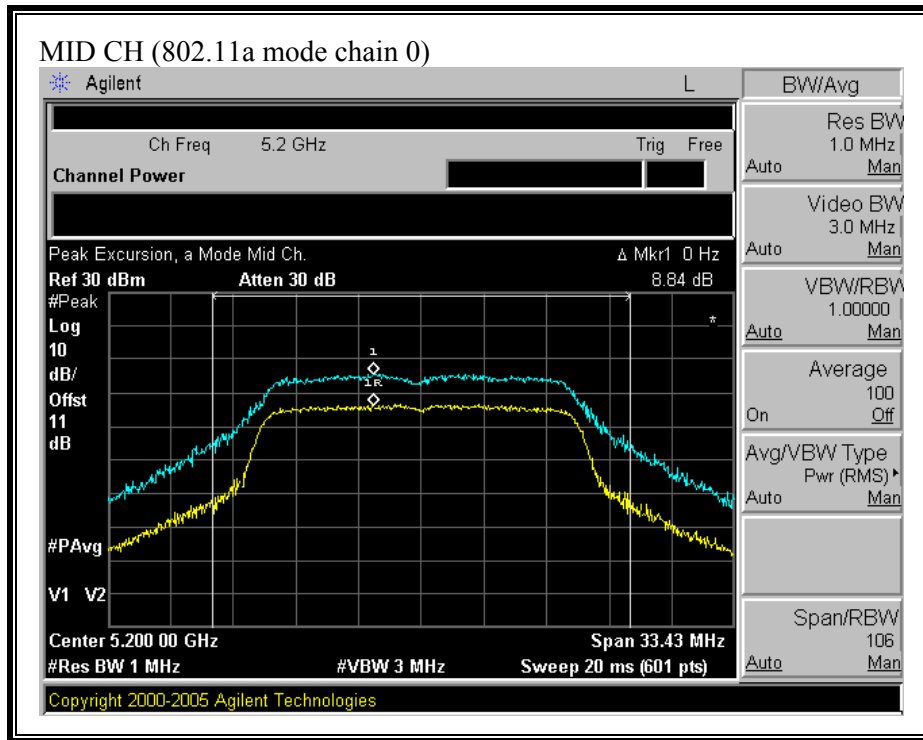 MID CH (802.11a mode chain 0)
Agilent L
Ch Freq 5.2 GHz Trig Free
Channel Power
Peak Excursion, a Mode Mid Ch. Δ Mkr1 0 Hz
Ref 30 dBm Atten 30 dB 8.84 dB
#Peak
Log
10
dB/
Offst
11
dB
1
1R
*
#PAvg
V1 V2
Center 5.200 00 GHz Span 33.43 MHz
#Res BW 1 MHz #VBW 3 MHz Sweep 20 ms (601 pts)
Copyright 2000-2005 Agilent Technologies
BW/Avg
Res BW
1.0 MHz
Auto Man
Video BW
3.0 MHz
Auto Man
VBW/RBW
1.00000
Auto Man
Average
100
On Off
Avg/VBW Type
Pwr (RMS)
Auto Man
Span/RBW
106
Auto Man